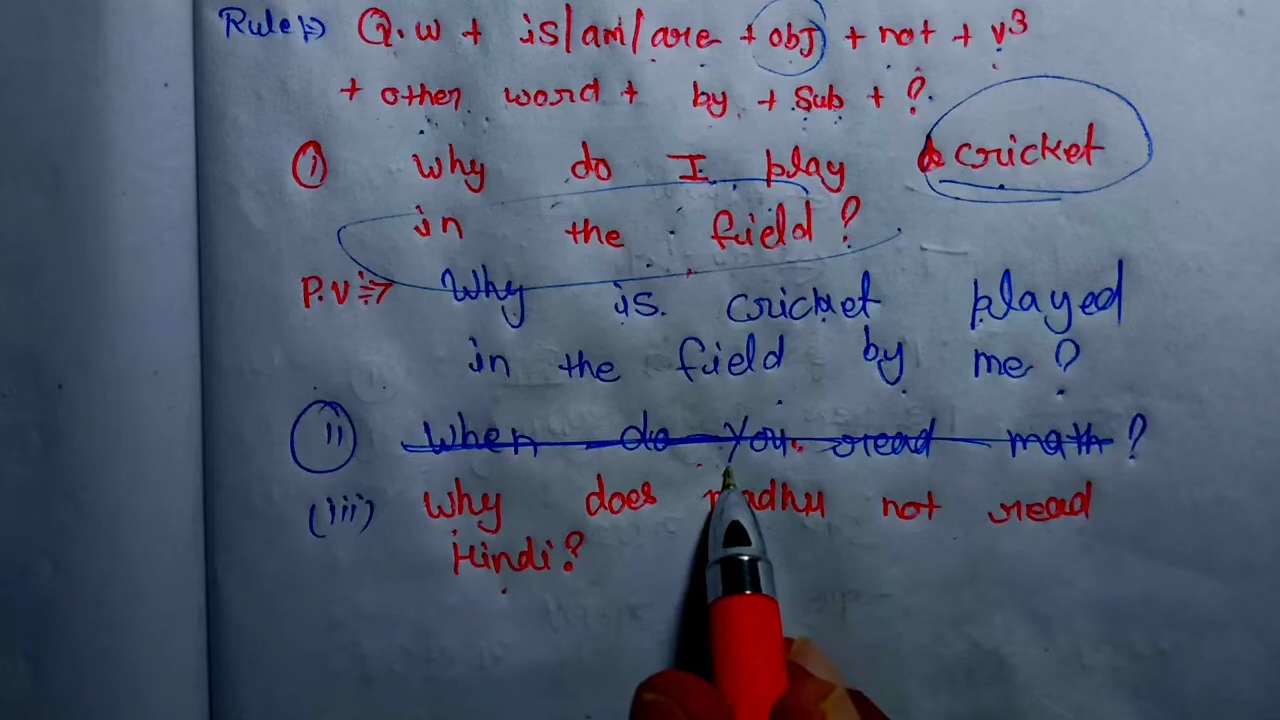 Rule:⇒ Q.w + is/am/are + obj + not + v³
+ other word + by + sub + ?
(i) why do I play cricket
in the field?
P.V:⇒ Why is cricket played
in the field by me?
(ii) When do you read math?
(iii) why does not read
Hindi?